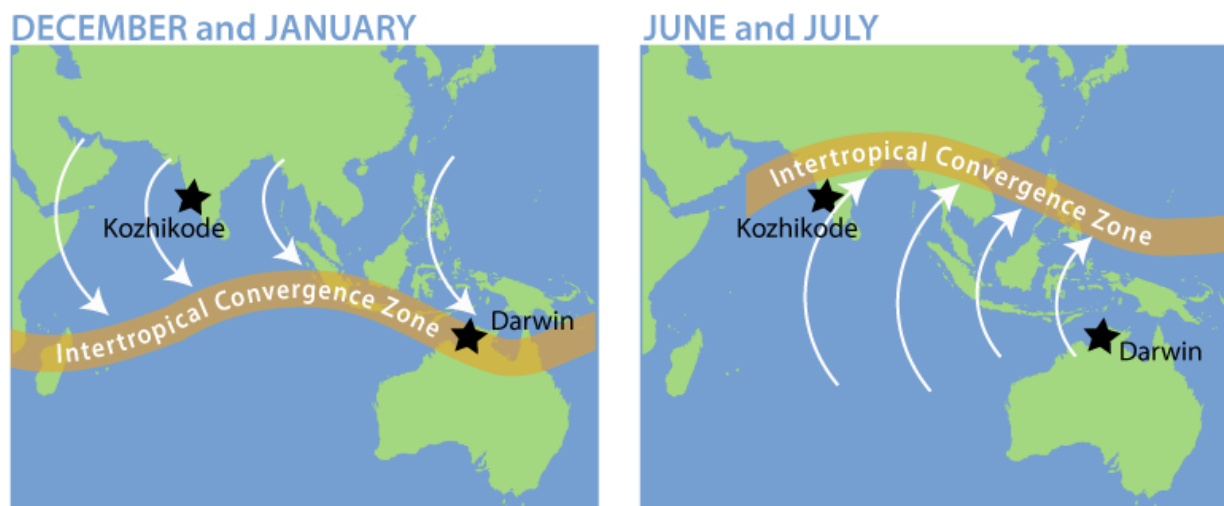 DECEMBER and JANUARY
Kozhikode
Intertropical Convergence Zone
Darwin
JUNE and JULY
Intertropical Convergence Zone
Kozhikode
Darwin